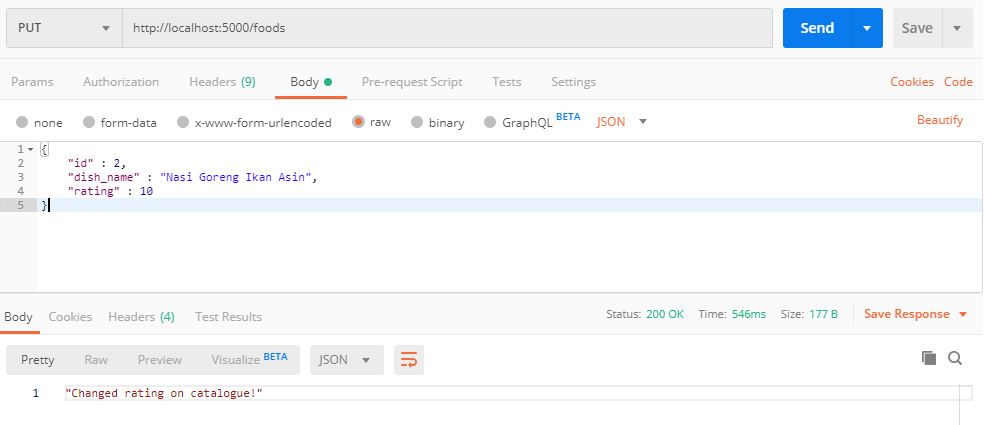 PUT http://localhost:5000/foods Send Save
Params Authorization Headers (9) Body Pre-request Script Tests Settings Cookies Code
none form-data x-www-form-urlencoded raw binary GraphQL BETA JSON Beautify
1 {
2 "id" : 2,
3 "dish_name" : "Nasi Goreng Ikan Asin",
4 "rating" : 10
5 }
Body Cookies Headers (4) Test Results Status: 200 OK Time: 546ms Size: 177 B Save Response
Pretty Raw Preview Visualize BETA JSON
1 "Changed rating on catalogue!"